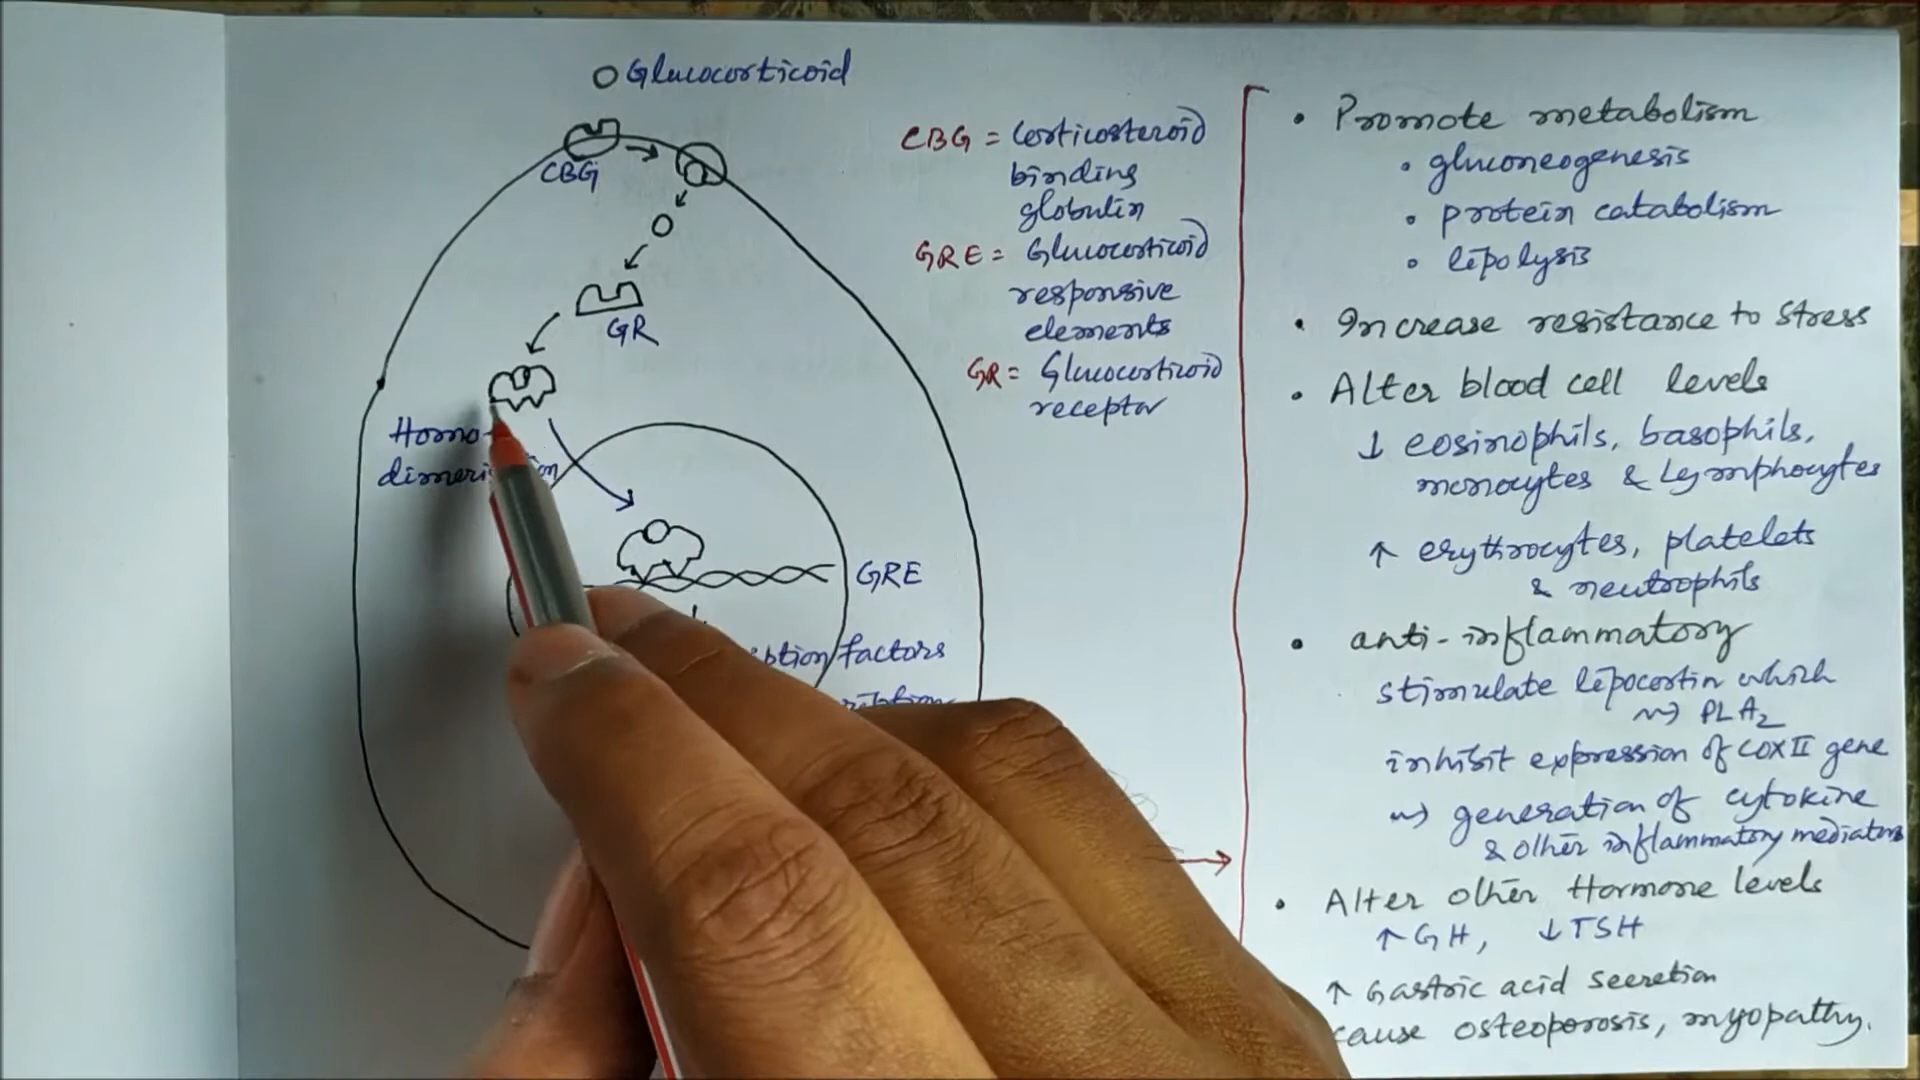 Glucocorticoid
CBG
GR
Homo-
GRE
factors
CBG = Corticosteroid
binding
globulin
GRE = Glucocorticoid
responsive
elements
GR = Glucocorticoid
receptor
• Promote metabolism
• gluconeogenesis
• protein catabolism
• lipolysis
• Increase resistance to stress
• Alter blood cell levels
↓ eosinophils, basophils,
monocytes & Lymphocytes
↑ erythrocytes, platelets
& neutrophils
• anti-inflammatory
stimulate lipocortin which
PLA2
inhibit expression of COX II gene
generation of cytokine
& other inflammatory mediators
• Alter other Hormone levels
↑ GH, ↓ TSH
↑ Gastric acid secretion
cause osteoporosis, myopathy.